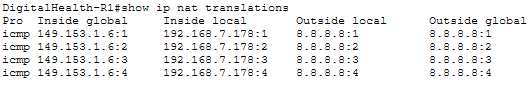 DigitalHealth-R1#show ip nat translations
Pro Inside global Inside local Outside local Outside global
icmp 149.153.1.6:1 192.168.7.178:1 8.8.8.8:1 8.8.8.8:1
icmp 149.153.1.6:2 192.168.7.178:2 8.8.8.8:2 8.8.8.8:2
icmp 149.153.1.6:3 192.168.7.178:3 8.8.8.8:3 8.8.8.8:3
icmp 149.153.1.6:4 192.168.7.178:4 8.8.8.8:4 8.8.8.8:4